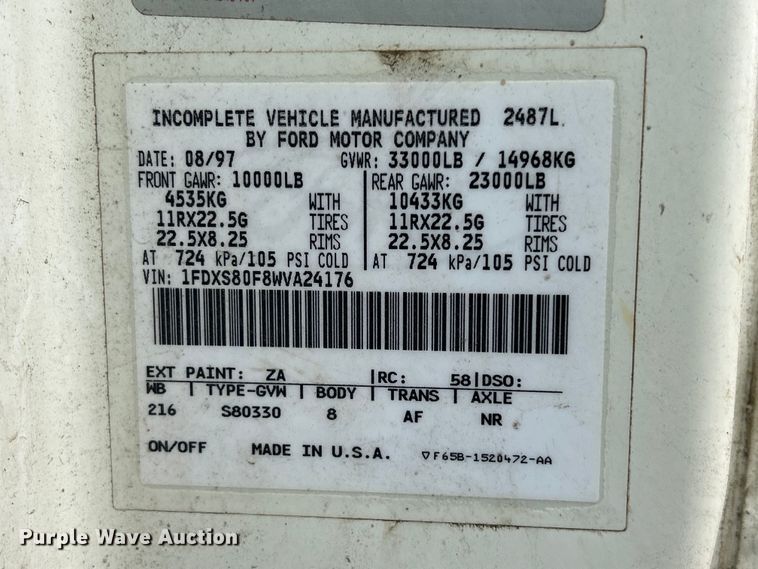 INCOMPLETE VEHICLE MANUFACTURED 2487L
BY FORD MOTOR COMPANY
DATE: 08/97 GVWR: 33000LB / 14968KG
FRONT GAWR: 10000LB REAR GAWR: 23000LB
4535KG WITH 10433KG WITH
11RX22.5G TIRES 11RX22.5G TIRES
22.5X8.25 RIMS 22.5X8.25 RIMS
AT 724 kPa/105 PSI COLD AT 724 kPa/105 PSI COLD
VIN: 1FDXS80F8WVA24176
EXT PAINT: ZA RC: 58 DSO:
WB TYPE-GVW BODY TRANS AXLE
216 S80330 8 AF NR
ON/OFF MADE IN U.S.A. F65B-1520472-AA
Purple Wave Auction